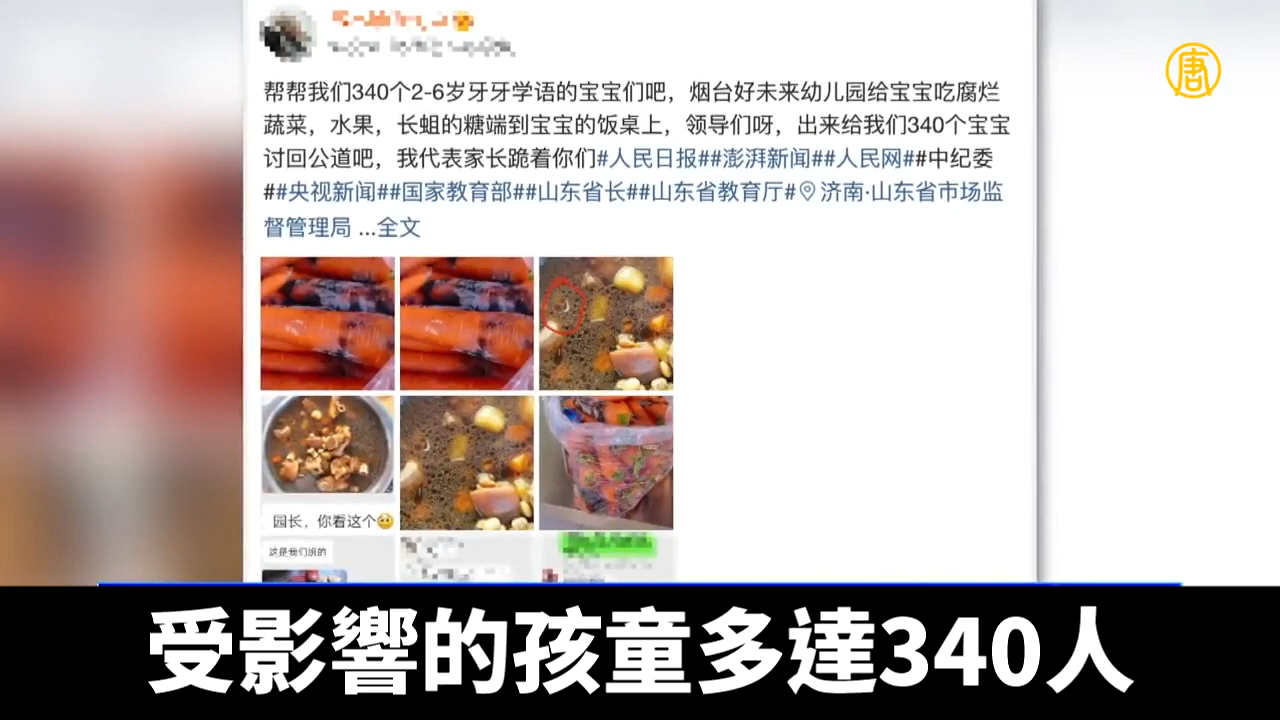 唐
帮帮我们340个2-6岁牙牙学语的宝宝们吧，烟台好未来幼儿园给宝宝吃腐烂
蔬菜，水果，长蛆的糖端到宝宝的饭桌上，领导们呀，出来给我们340个宝宝
讨回公道吧，我代表家长跪着你们#人民日报##澎湃新闻##人民网##中纪委
##央视新闻##国家教育部##山东省长##山东省教育厅#济南·山东省市场监
督管理局 ...全文
园长，你看这个
这是我们班的
受影響的孩童多達340人